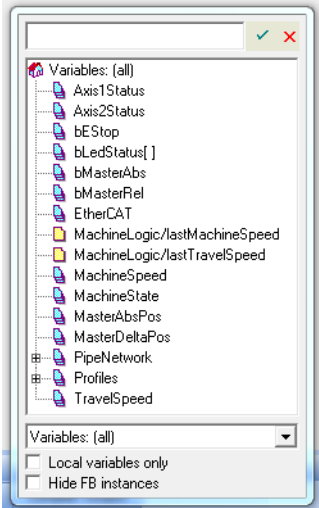 Variables: (all)
Axis1Status
Axis2Status
bEStop
bLedStatus[ ]
bMasterAbs
bMasterRel
EtherCAT
MachineLogic/lastMachineSpeed
MachineLogic/lastTravelSpeed
MachineSpeed
MachineState
MasterAbsPos
MasterDeltaPos
PipeNetwork
Profiles
TravelSpeed
Variables: (all)
Local variables only
Hide FB instances